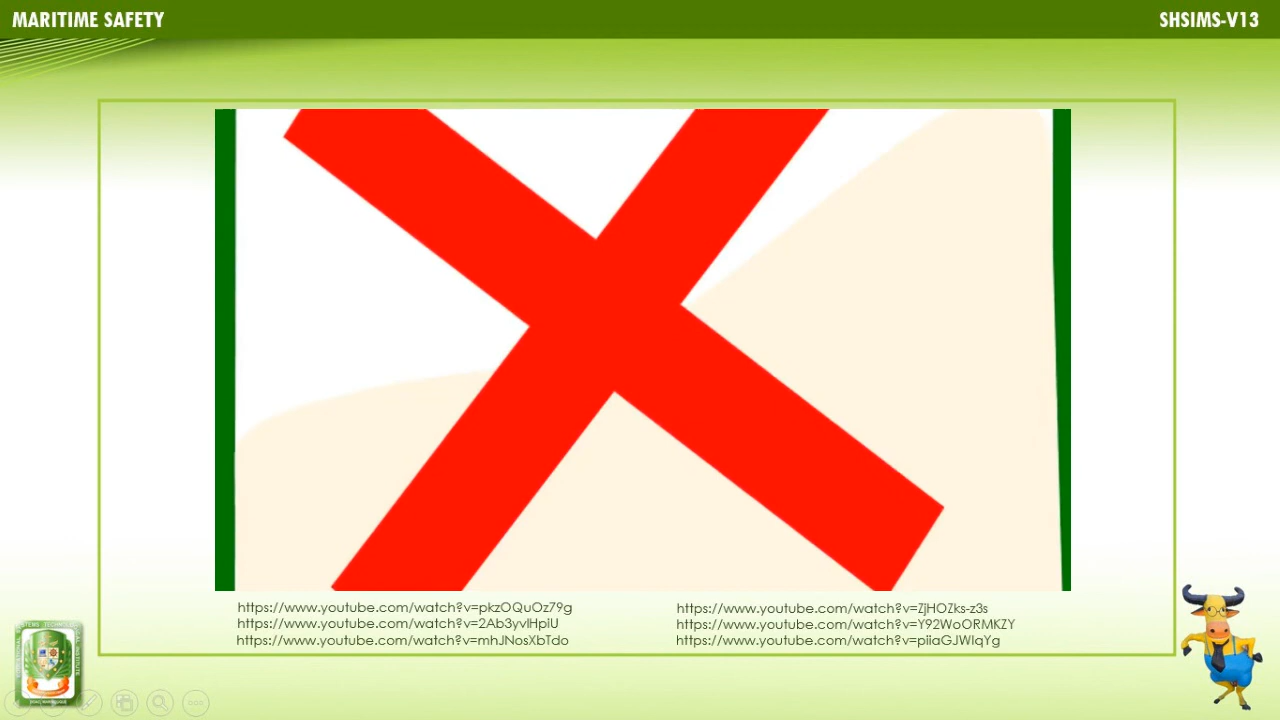 MARITIME SAFETY
SHSIMS-V13
https://www.youtube.com/watch?v=pkzOQuOz79g
https://www.youtube.com/watch?v=2Ab3yvlHpiU
https://www.youtube.com/watch?v=mhJNosXbTdo
https://www.youtube.com/watch?v=ZjHOZks-z3s
https://www.youtube.com/watch?v=Y92WoORMKZY
https://www.youtube.com/watch?v=piiaGJWlqYg